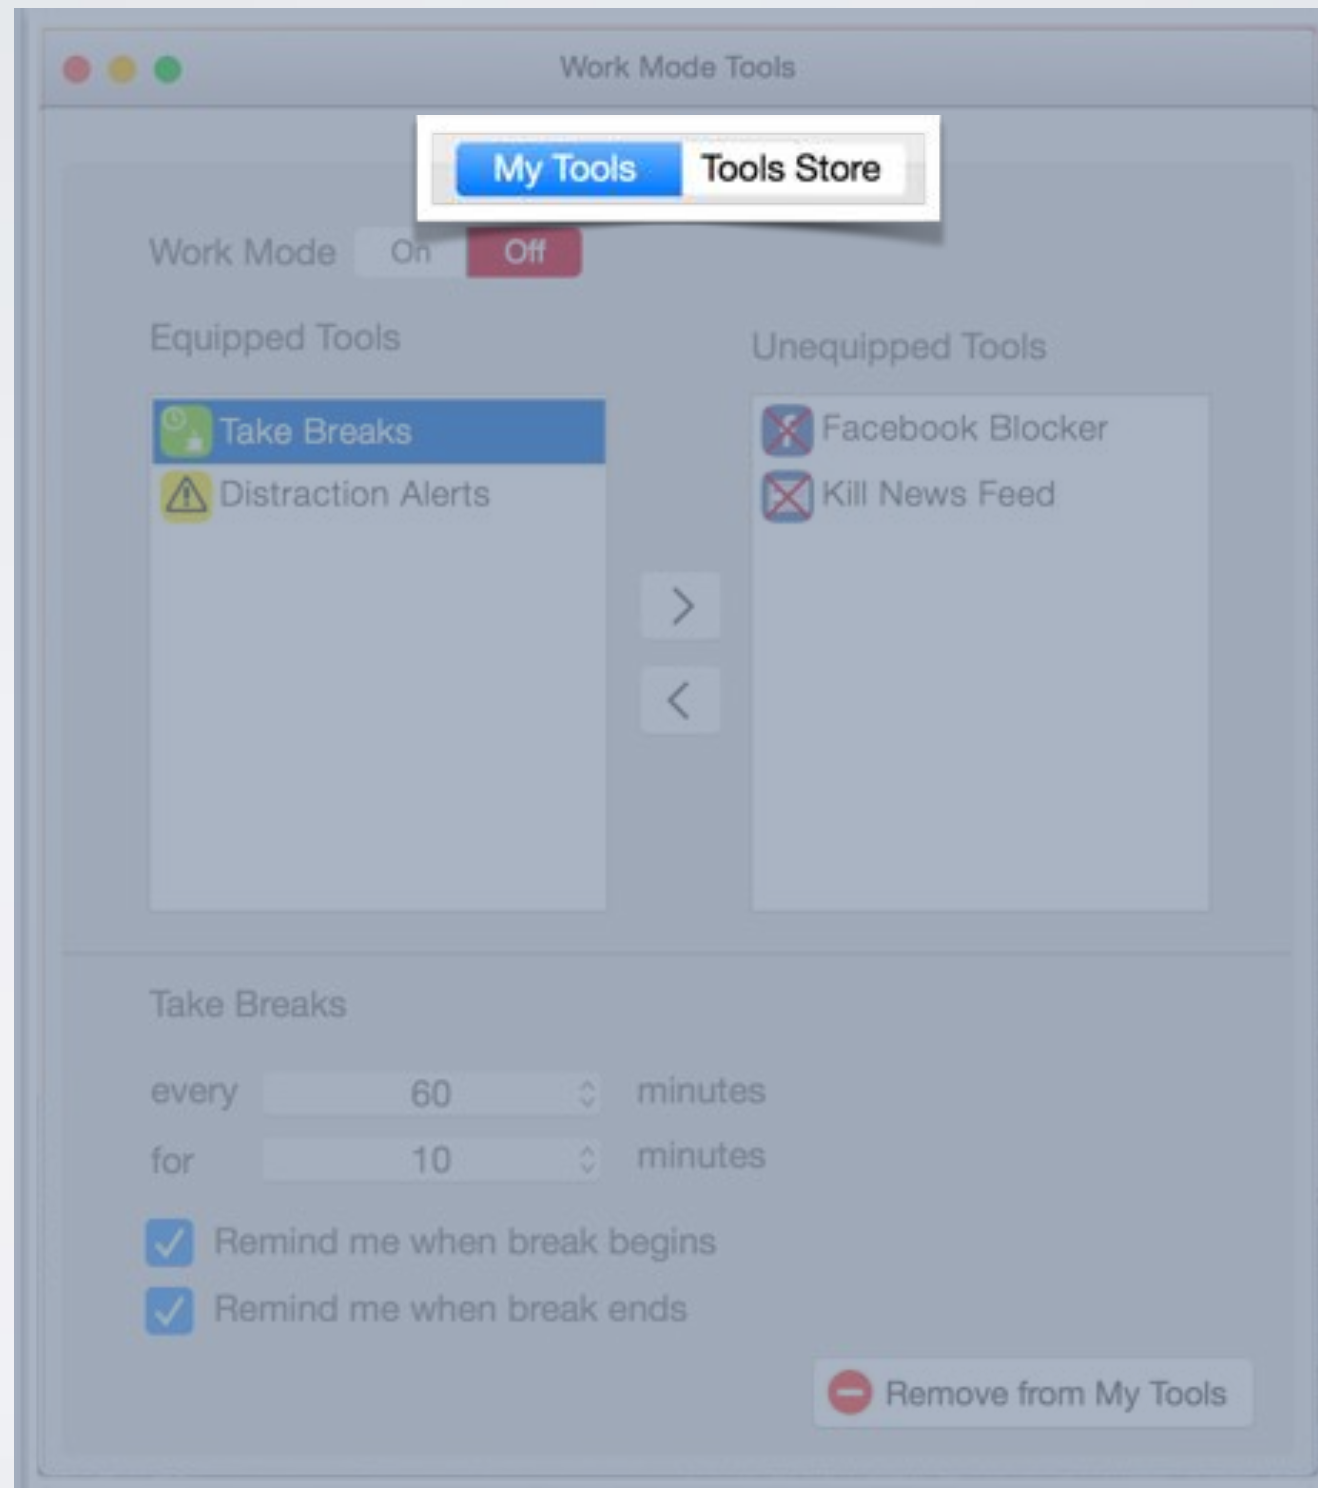 Work Mode Tools
My Tools Tools Store
Work Mode On Off
Equipped Tools
Unequipped Tools
Take Breaks
Distraction Alerts
Facebook Blocker
Kill News Feed
>
<
Take Breaks
every 60 minutes
for 10 minutes
Remind me when break begins
Remind me when break ends
Remove from My Tools